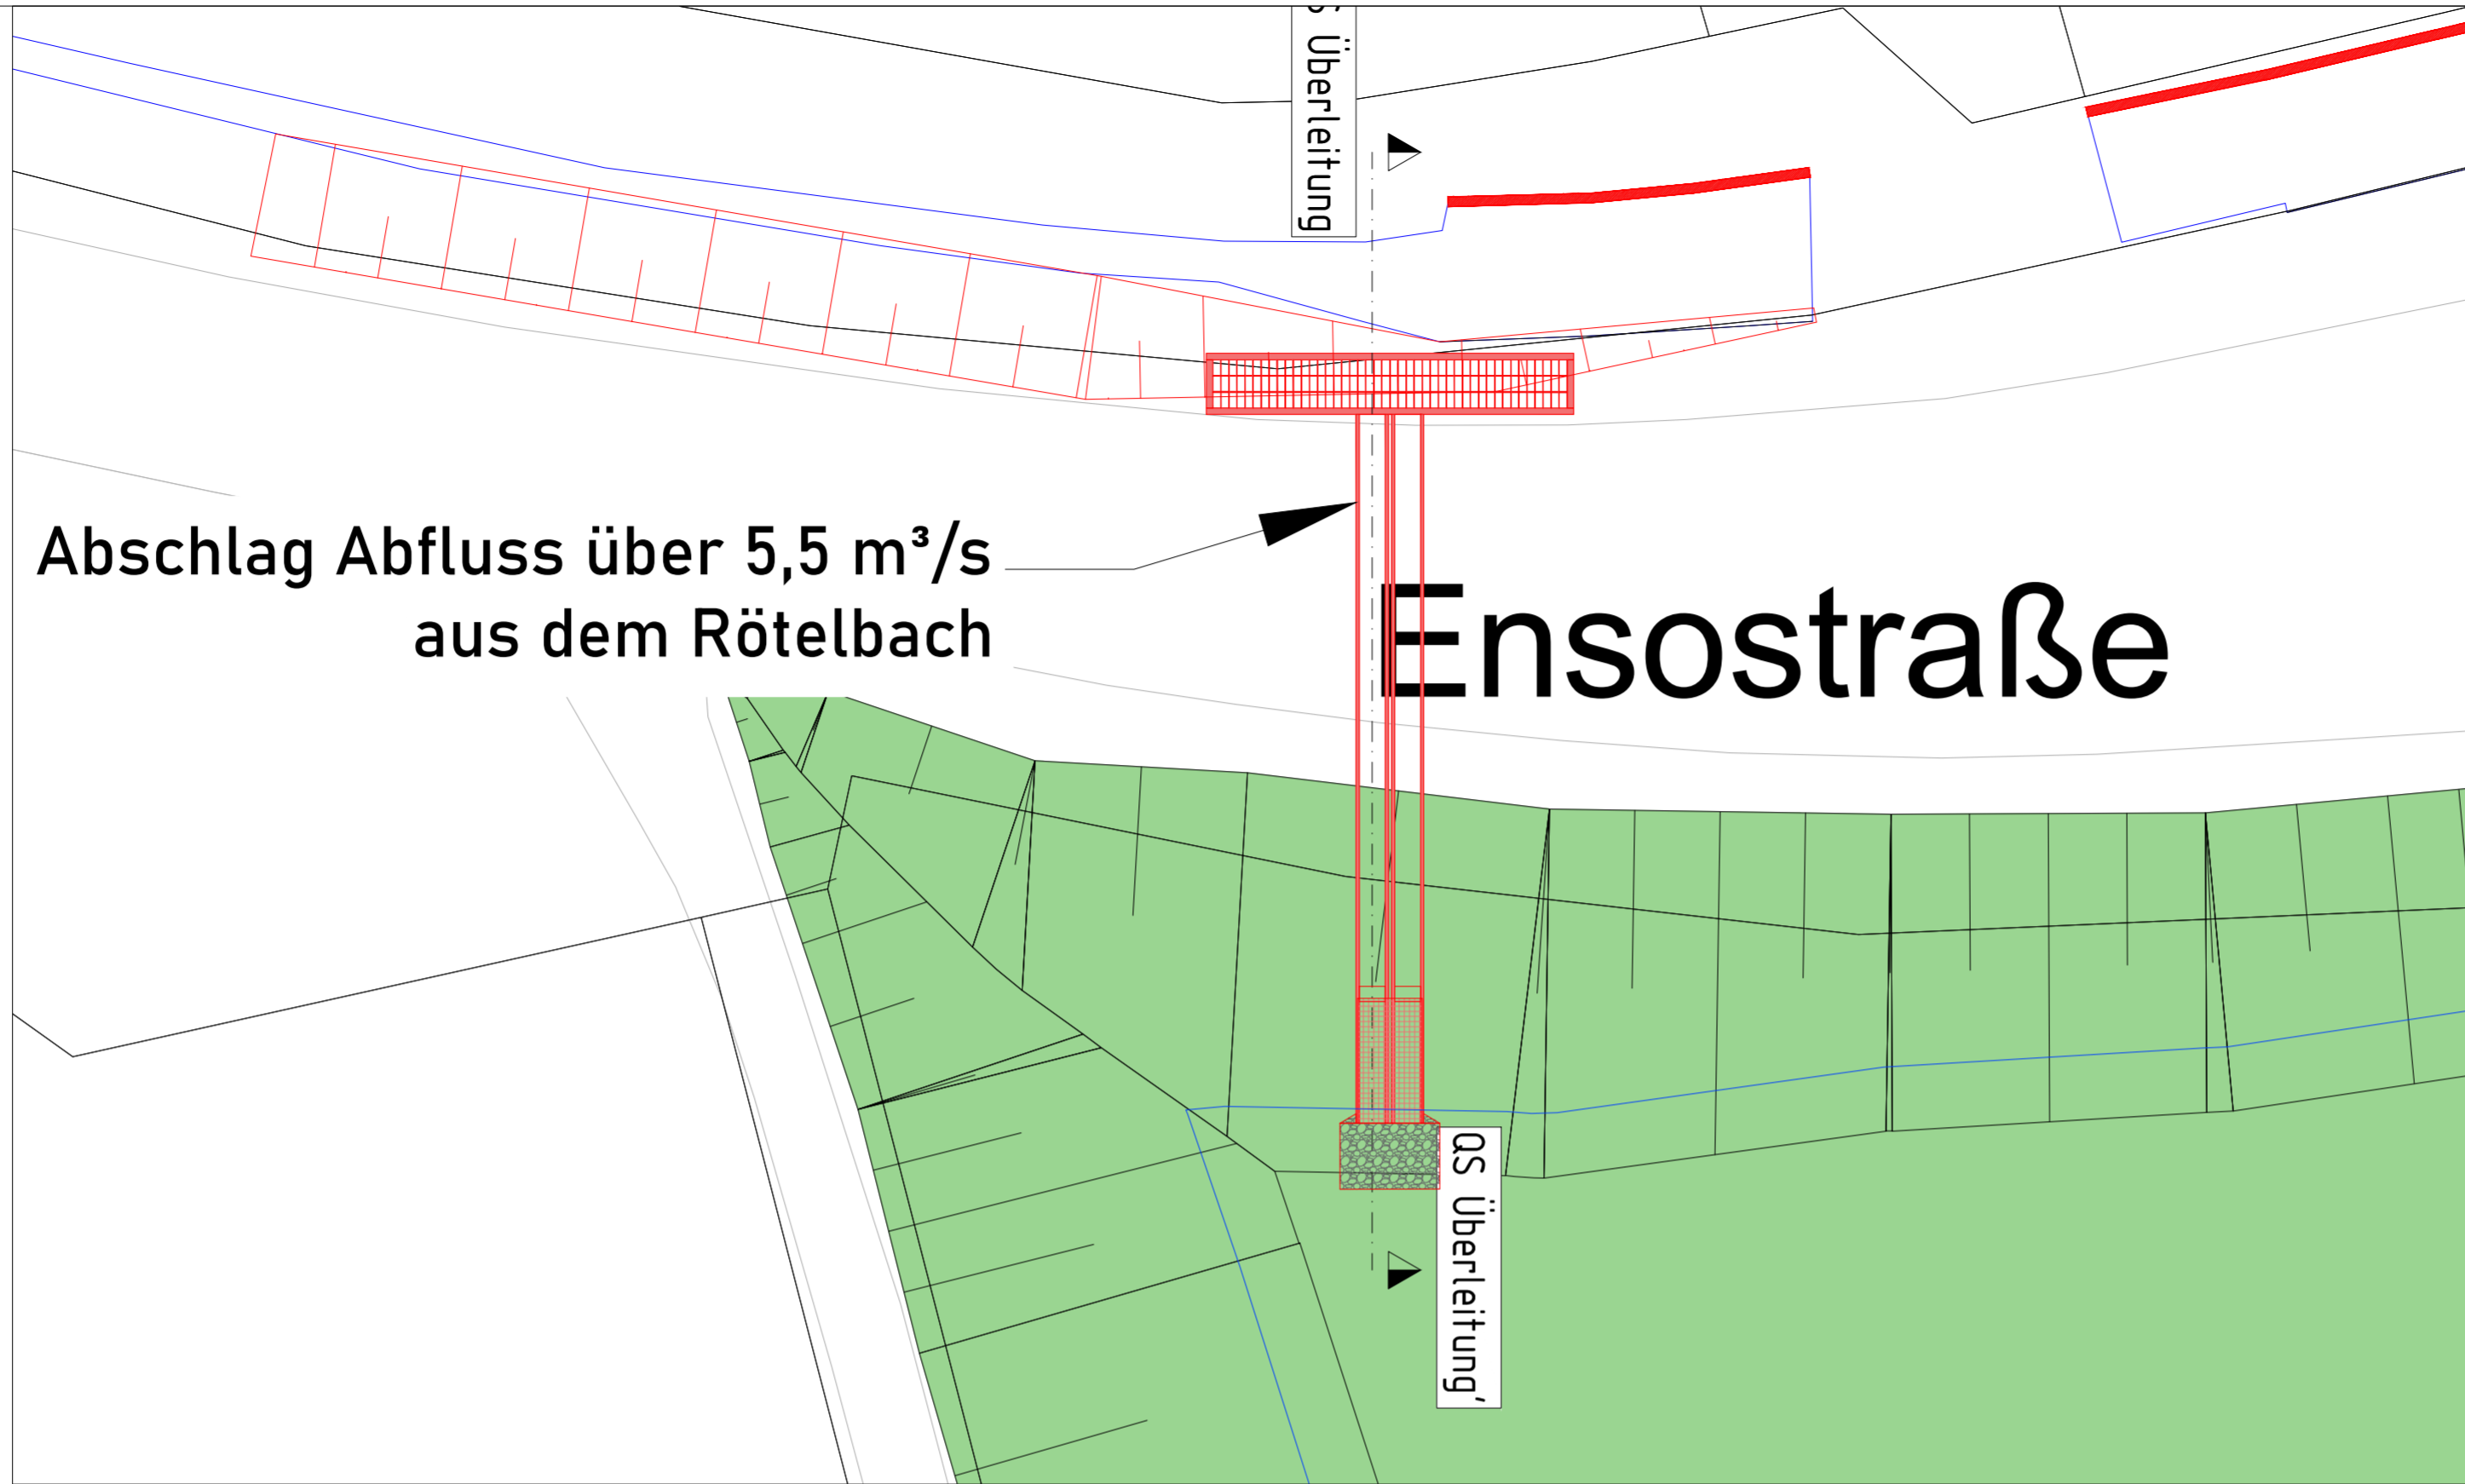 Überleitung
Abschlag Abfluss über 5,5 m³/s
aus dem Rötelbach
Ensostraße
QS Überleitung'